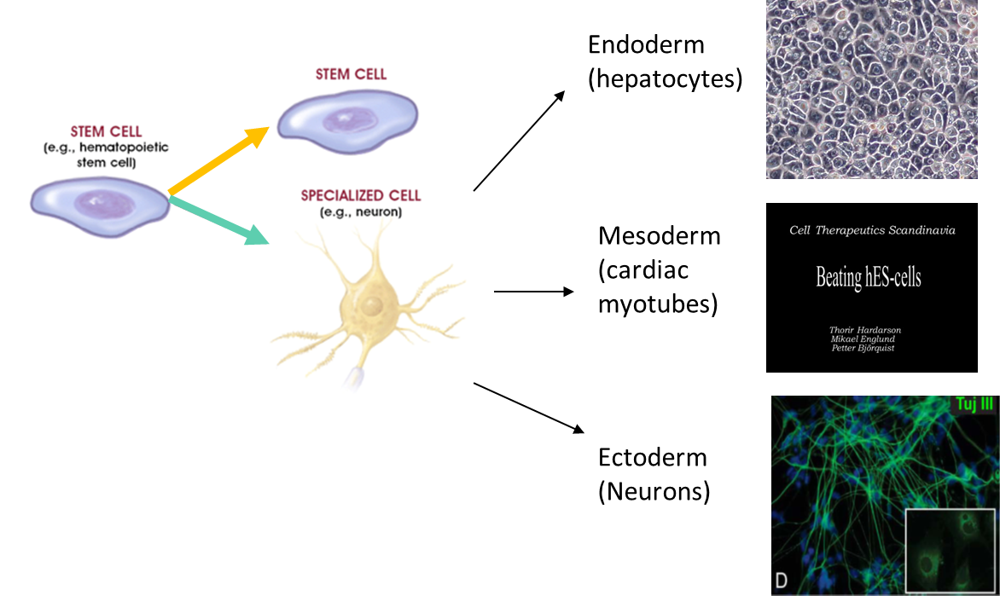 STEM CELL
(e.g., hematopoietic
stem cell)
STEM CELL
SPECIALIZED CELL
(e.g., neuron)
Endoderm
(hepatocytes)
Mesoderm
(cardiac
myotubes)
Ectoderm
(Neurons)
Cell Therapeutics Scandinavia
Beating hES-cells
Thorir Hardarson
Mikael Englund
Petter Björquist
Tuj III
D